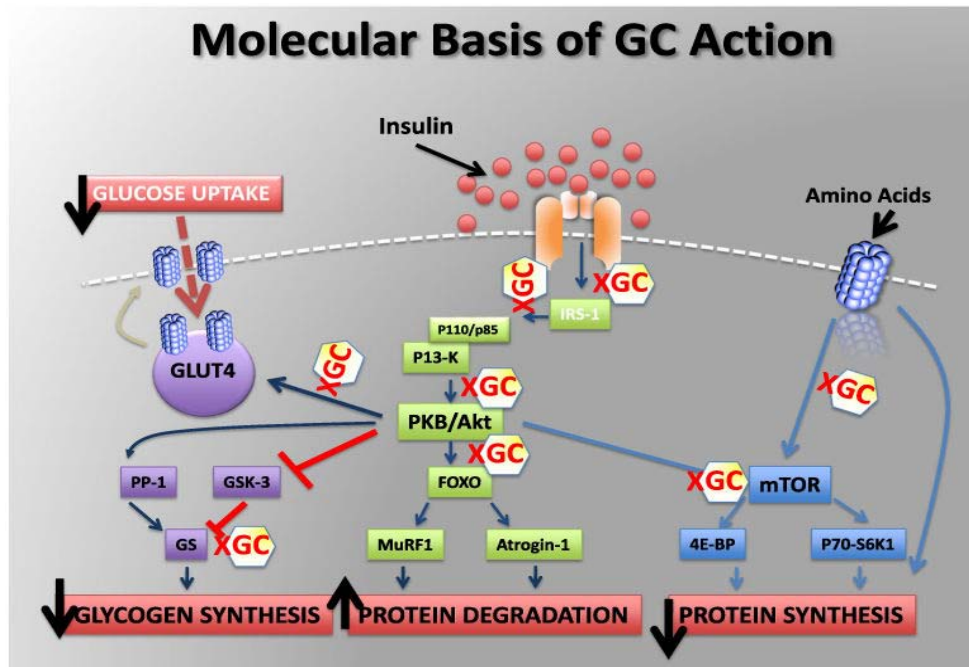 Molecular Basis of GC Action
Insulin
GLUCOSE UPTAKE
Amino Acids
XGC
XGC
IRS-1
P110/p85
P13-K
GLUT4
XGC
XGC
XGC
PKB/Akt
XGC
PP-1
GSK-3
FOXO
XGC
mTOR
GS
XGC
MuRF1
Atrogin-1
4E-BP
P70-S6K1
GLYCOGEN SYNTHESIS
PROTEIN DEGRADATION
PROTEIN SYNTHESIS